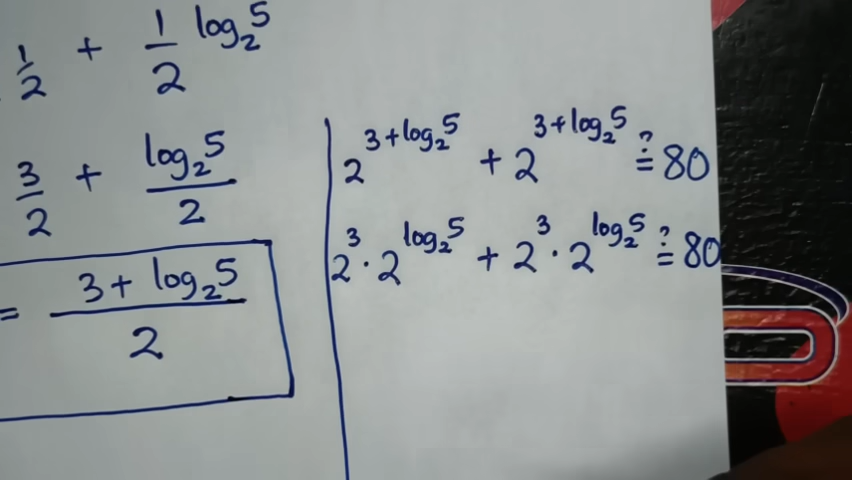 1/2 + 1/2 log₂5
3/2 + log₂5/2
= (3 + log₂5)/2
2^(3+log₂5) + 2^(3+log₂5) ≟ 80
2³ · 2^(log₂5) + 2³ · 2^(log₂5) ≟ 80